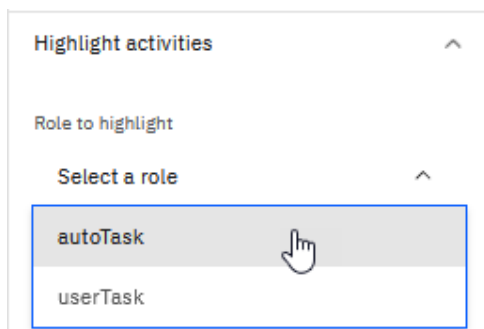 Highlight activities
Role to highlight
Select a role
autoTask
userTask